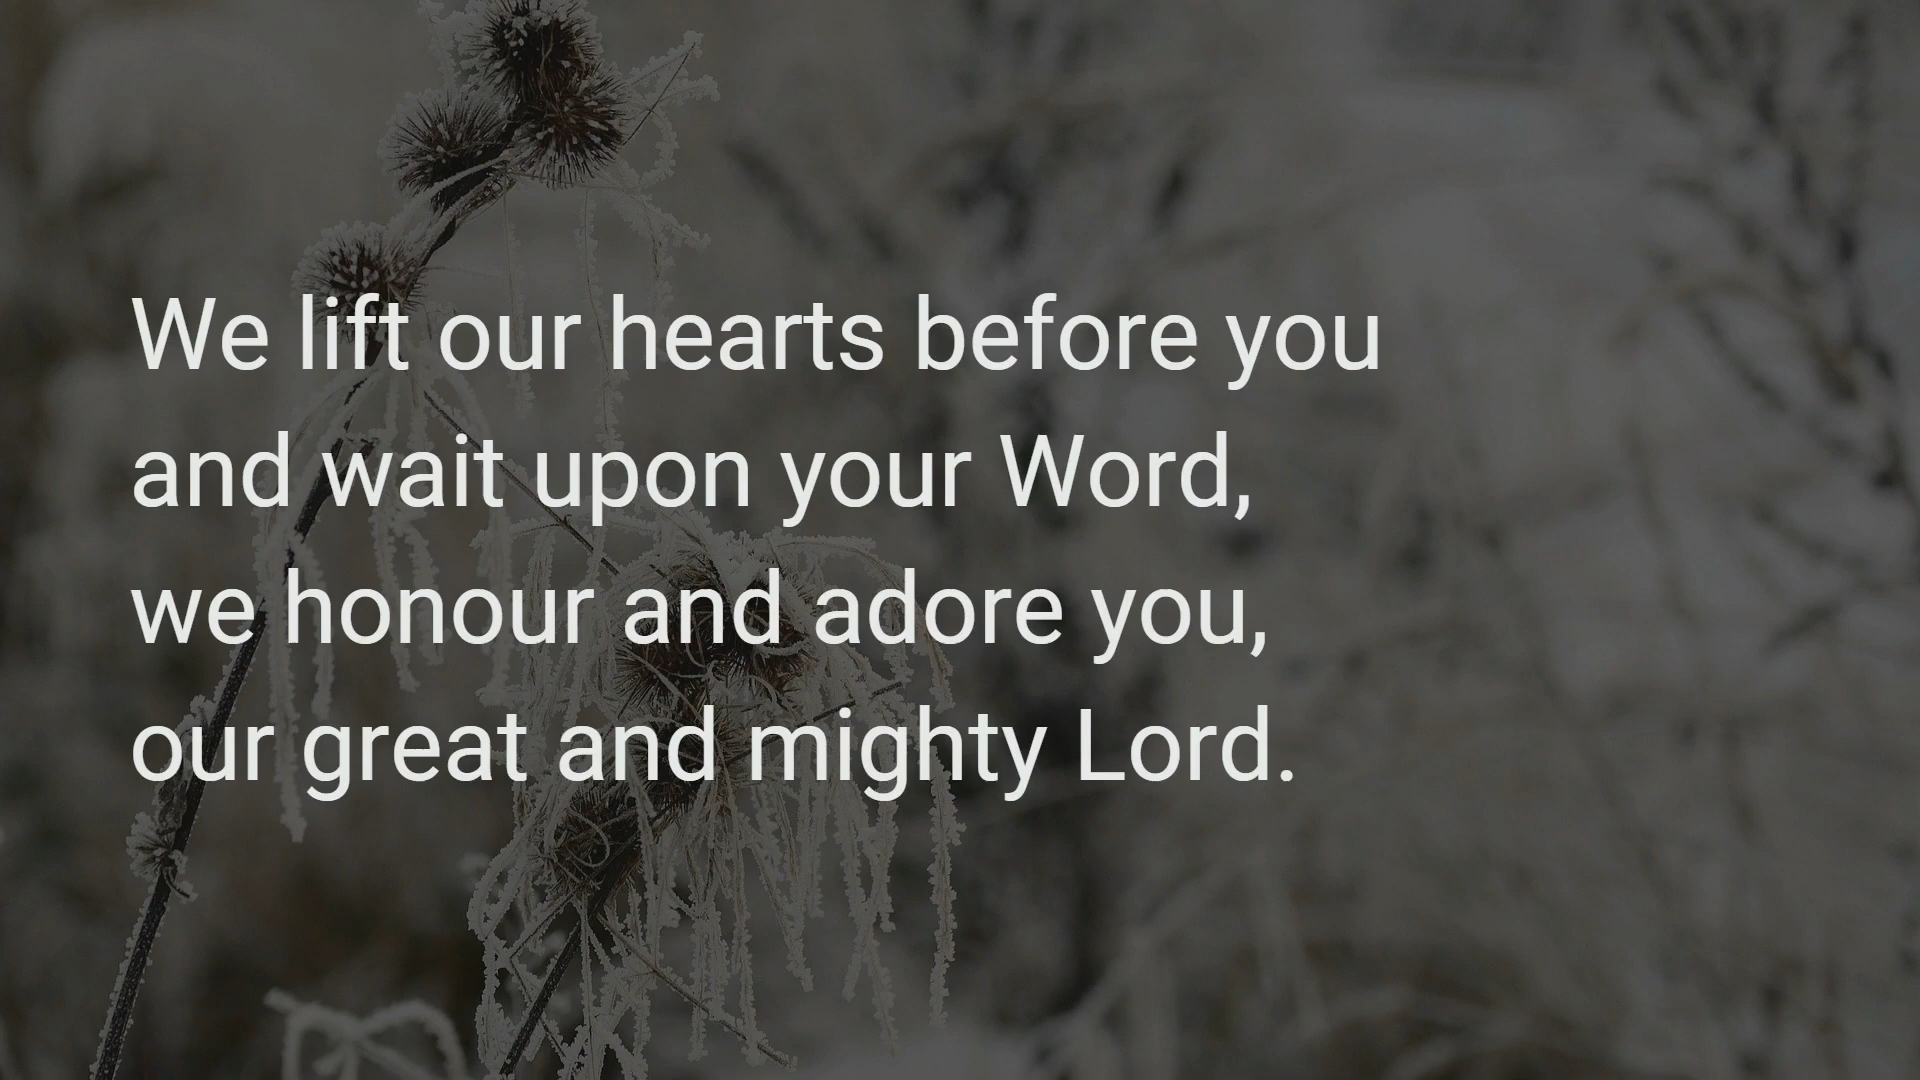 We lift our hearts before you
and wait upon your Word,
we honour and adore you,
our great and mighty Lord.